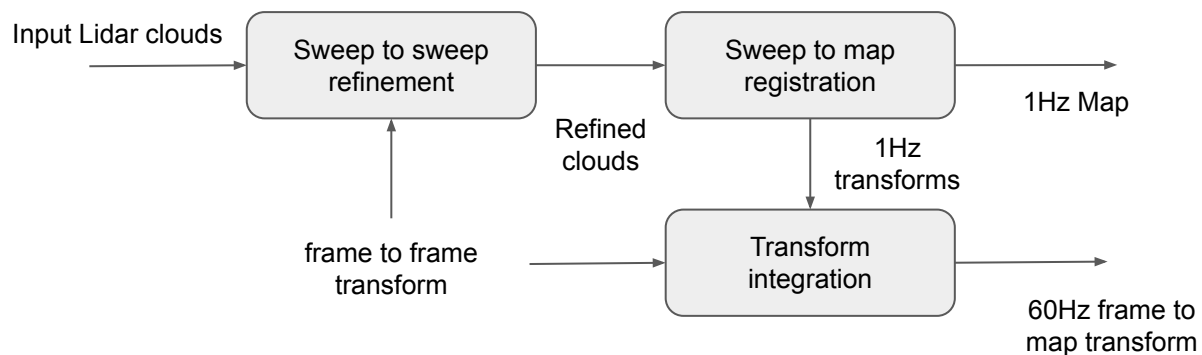 Input Lidar clouds
Sweep to sweep
refinement
Sweep to map
registration
1Hz Map
Refined
clouds
1Hz
transforms
frame to frame
transform
Transform
integration
60Hz frame to
map transform